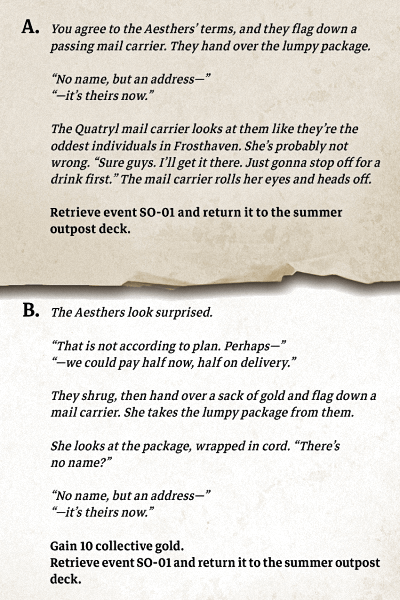 A. You agree to the Aesthers’ terms, and they flag down a
passing mail carrier. They hand over the lumpy package.
“No name, but an address—”
“—it’s theirs now.”
The Quatryl mail carrier looks at them like they’re the
oddest individuals in Frosthaven. She’s probably not
wrong. “Sure guys. I’ll get it there. Just gonna stop off for a
drink first.” The mail carrier rolls her eyes and heads off.
Retrieve event SO-01 and return it to the summer
outpost deck.
B. The Aesthers look surprised.
“That is not according to plan. Perhaps—”
“—we could pay half now, half on delivery.”
They shrug, then hand over a sack of gold and flag down a
mail carrier. She takes the lumpy package from them.
She looks at the package, wrapped in cord. “There’s
no name?”
“No name, but an address—”
“—it’s theirs now.”
Gain 10 collective gold.
Retrieve event SO-01 and return it to the summer outpost
deck.